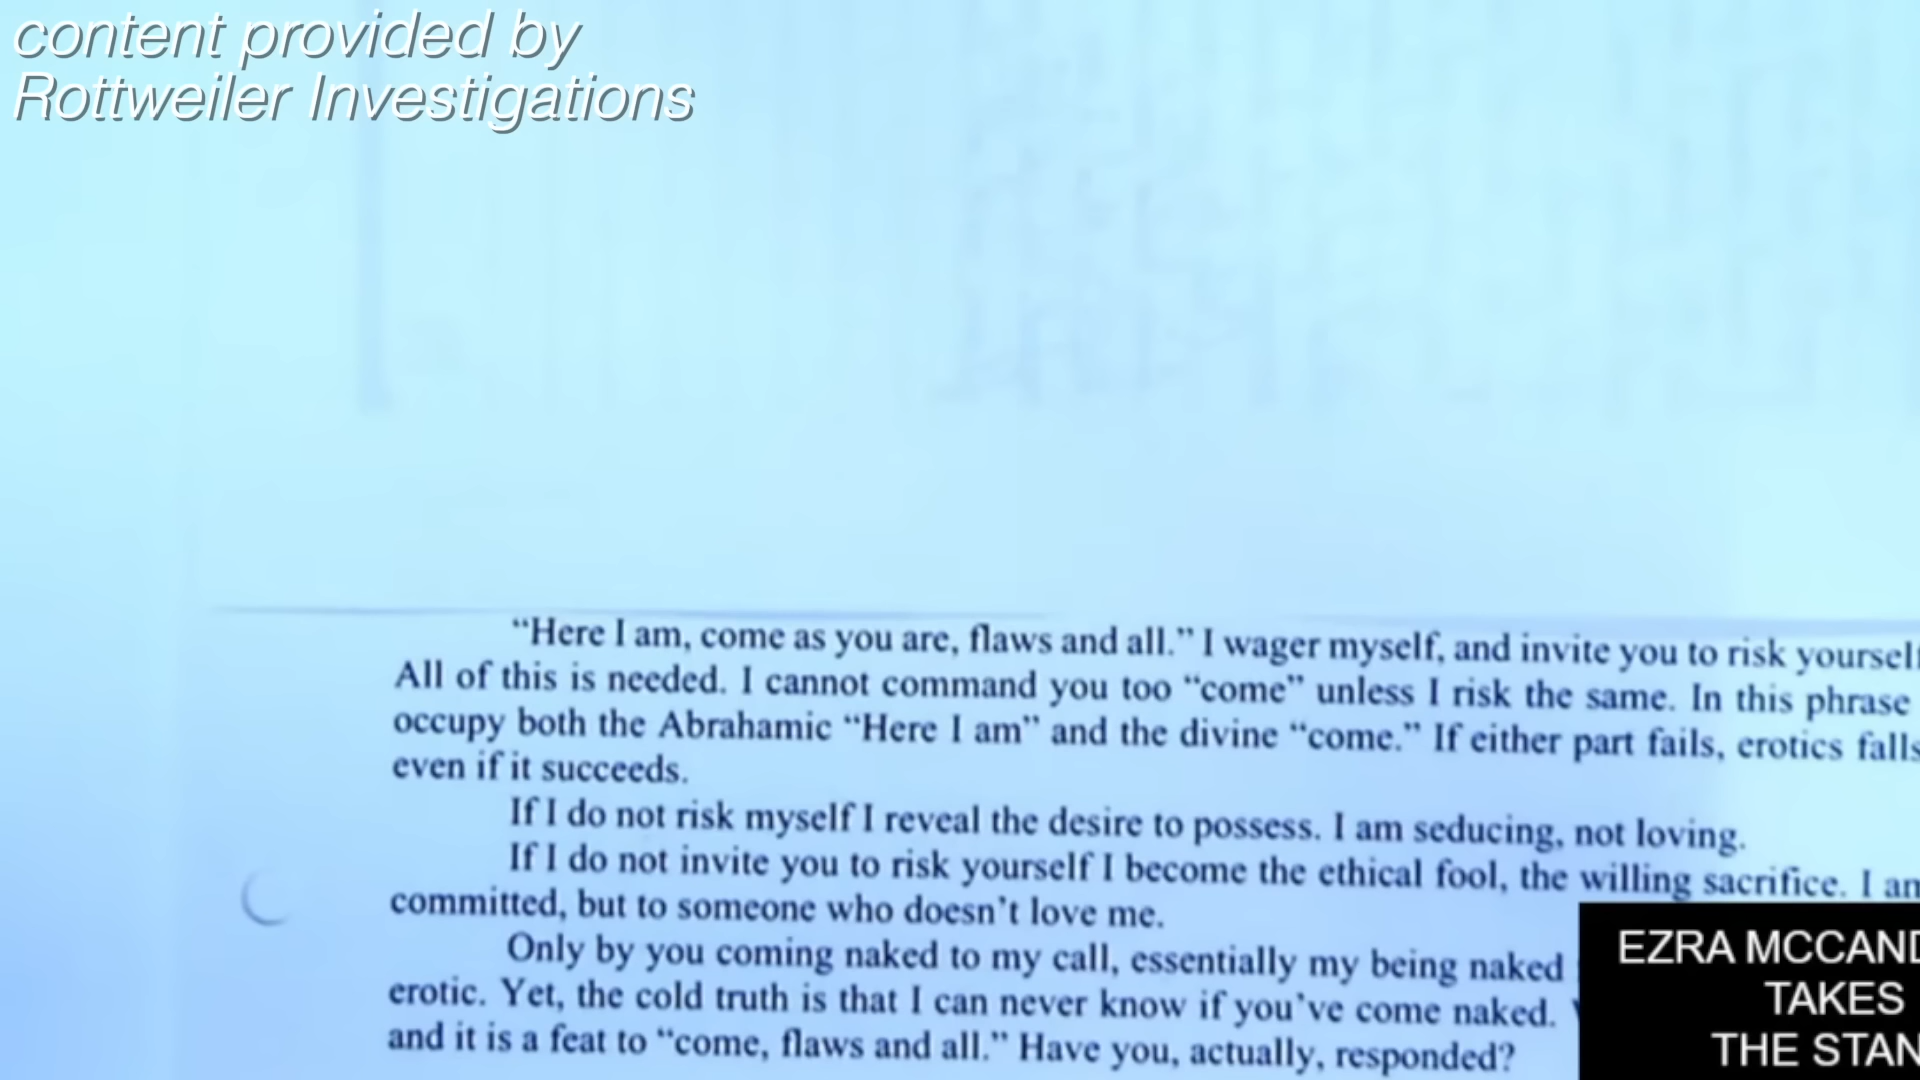 content provided by
Rottweiler Investigations
“Here I am, come as you are, flaws and all.” I wager myself, and invite you to risk yourself
All of this is needed. I cannot command you too “come” unless I risk the same. In this phrase
occupy both the Abrahamic “Here I am” and the divine “come.” If either part fails, erotics falls
even if it succeeds.
If I do not risk myself I reveal the desire to possess. I am seducing, not loving.
If I do not invite you to risk yourself I become the ethical fool, the willing sacrifice. I am
committed, but to someone who doesn’t love me.
Only by you coming naked to my call, essentially my being naked
erotic. Yet, the cold truth is that I can never know if you’ve come naked.
and it is a feat to “come, flaws and all.” Have you, actually, responded?
EZRA MCCAND
TAKES
THE STAN